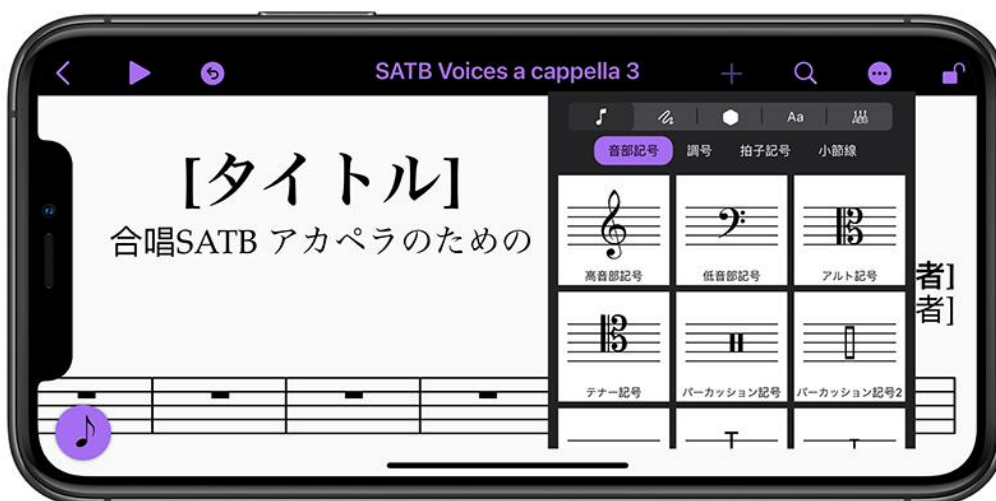 SATB Voices a cappella 3
Aa
音部記号 調号 拍子記号 小節線
[タイトル]
合唱SATB アカペラのための
高音部記号 低音部記号 アルト記号
者]
者]
テナー記号 パーカッション記号 パーカッション記号2